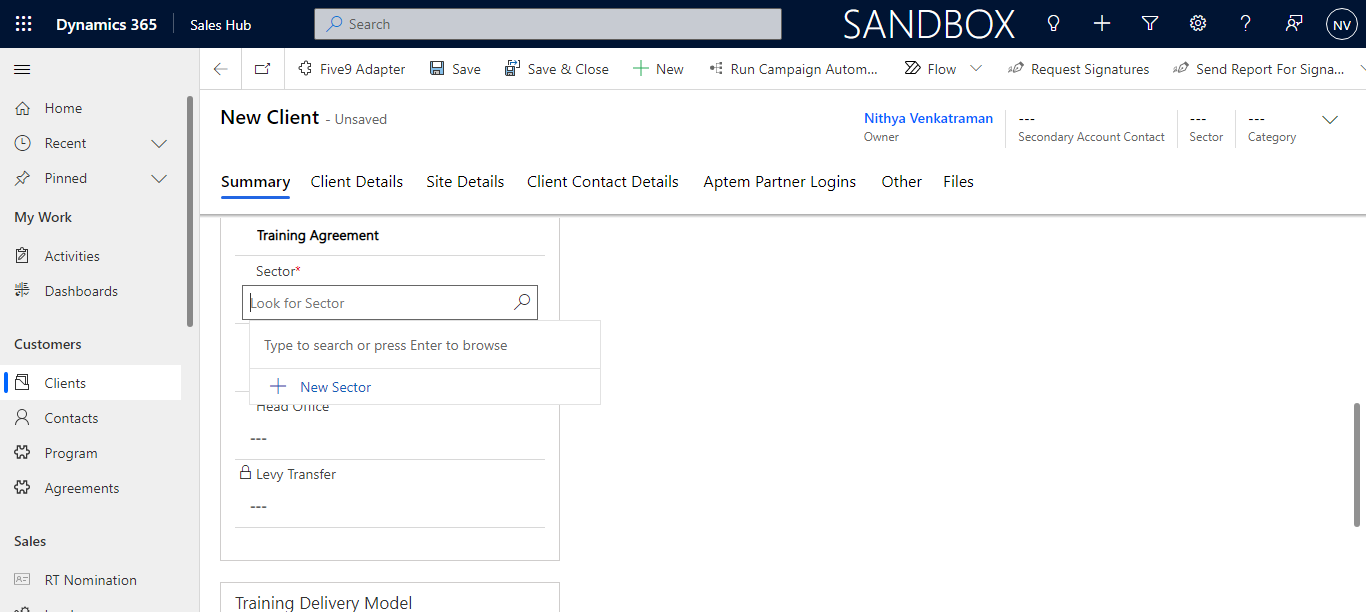 Dynamics 365 Sales Hub Search SANDBOX ? NV
Five9 Adapter Save Save & Close New Run Campaign Autom... Flow Request Signatures Send Report For Signa...
Home
Recent
Pinned
My Work
Activities
Dashboards
Customers
Clients
Contacts
Program
Agreements
Sales
RT Nomination
New Client - Unsaved
Nithya Venkatraman
Owner
---
Secondary Account Contact
---
Sector
---
Category
Summary Client Details Site Details Client Contact Details Aptem Partner Logins Other Files
Training Agreement
Sector*
Look for Sector
Type to search or press Enter to browse
New Sector
Head Office
---
Levy Transfer
---
Training Delivery Model